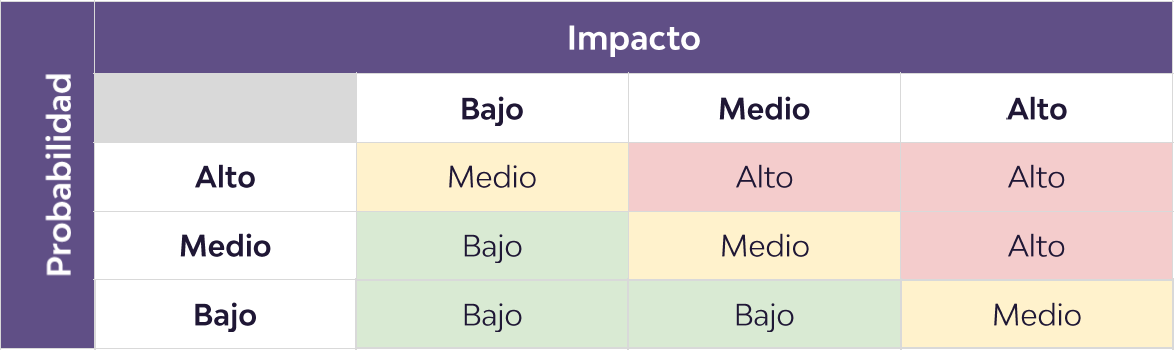 Impacto
Probabilidad
Bajo Medio Alto
Alto Medio Alto Alto
Medio Bajo Medio Alto
Bajo Bajo Bajo Medio